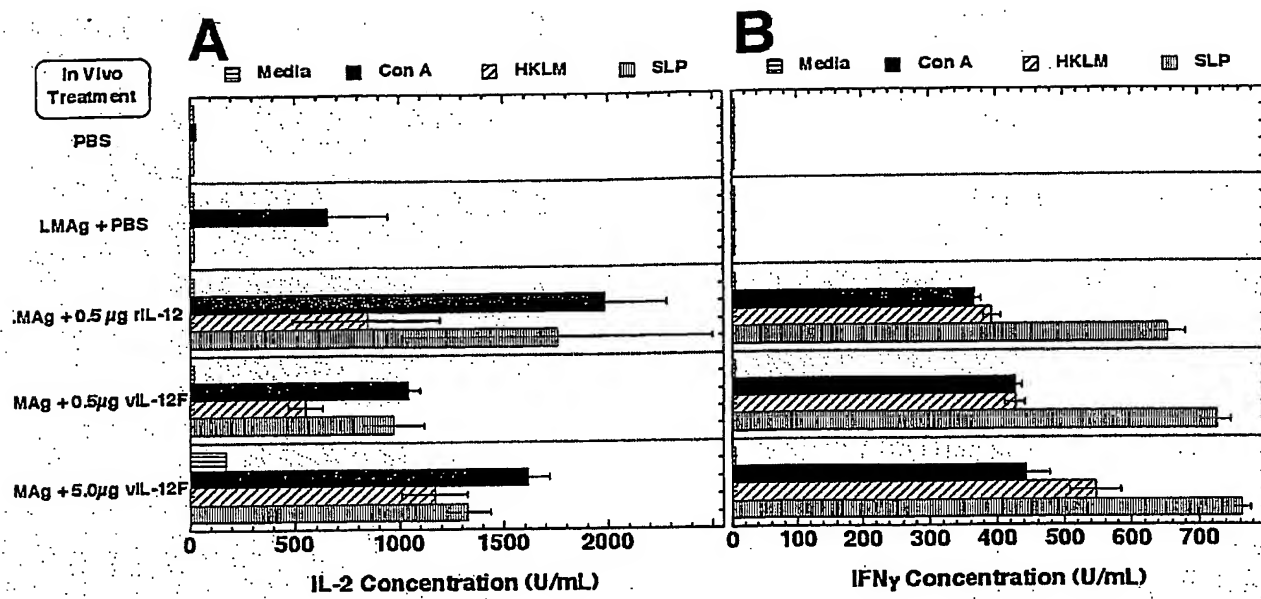 A
B
Media Con A HKLM SLP
Media Con A HKLM SLP
In Vivo
Treatment
PBS
LMAg + PBS
.MAg + 0.5 µg rIL-12
MAg + 0.5µg vIL-12F
MAg + 5.0µg vIL-12F
0 500 1000 1500 2000
0 100 200 300 400 500 600 700
IL-2 Concentration (U/mL)
IFNγ Concentration (U/mL)